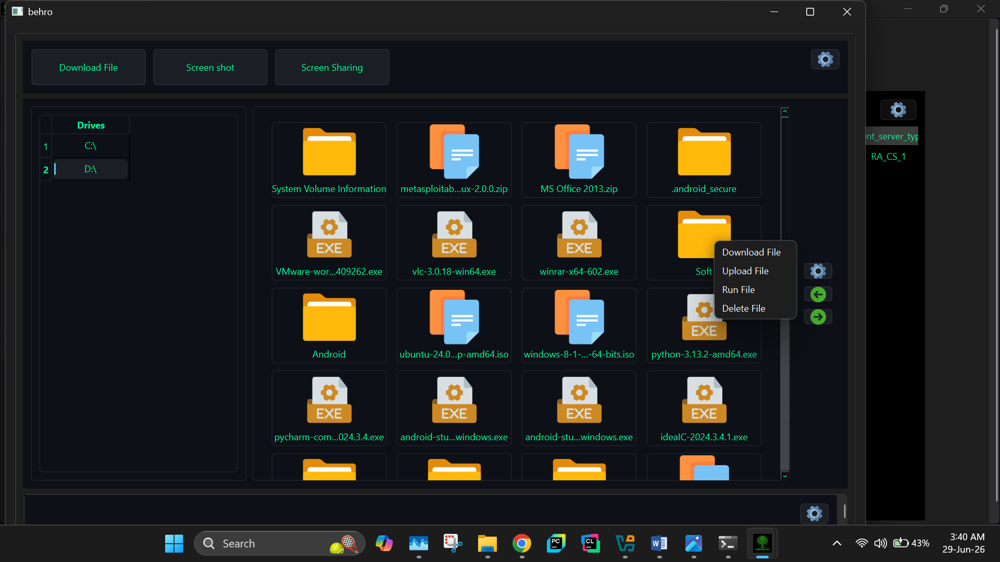 behro
Download File
Screen shot
Screen Sharing
Drives
1 C:\
2 D:\
System Volume Information
metasploitab...ux-2.0.0.zip
MS Office 2013.zip
.android_secure
EXE
EXE
EXE
VMware-wor...409262.exe
vlc-3.0.18-win64.exe
winrar-x64-602.exe
Soft
Download File
Upload File
Run File
Delete File
EXE
Android
ubuntu-24.0...p-amd64.iso
windows-8-1-...-64-bits.iso
python-3.13.2-amd64.exe
EXE
EXE
EXE
EXE
pycharm-com...024.3.4.exe
android-stu...windows.exe
android-stu...windows.exe
ideaIC-2024.3.4.1.exe
ent_server_typ
RA_CS_1
Search
PC
CL
W
43%
3:40 AM
29-Jun-26